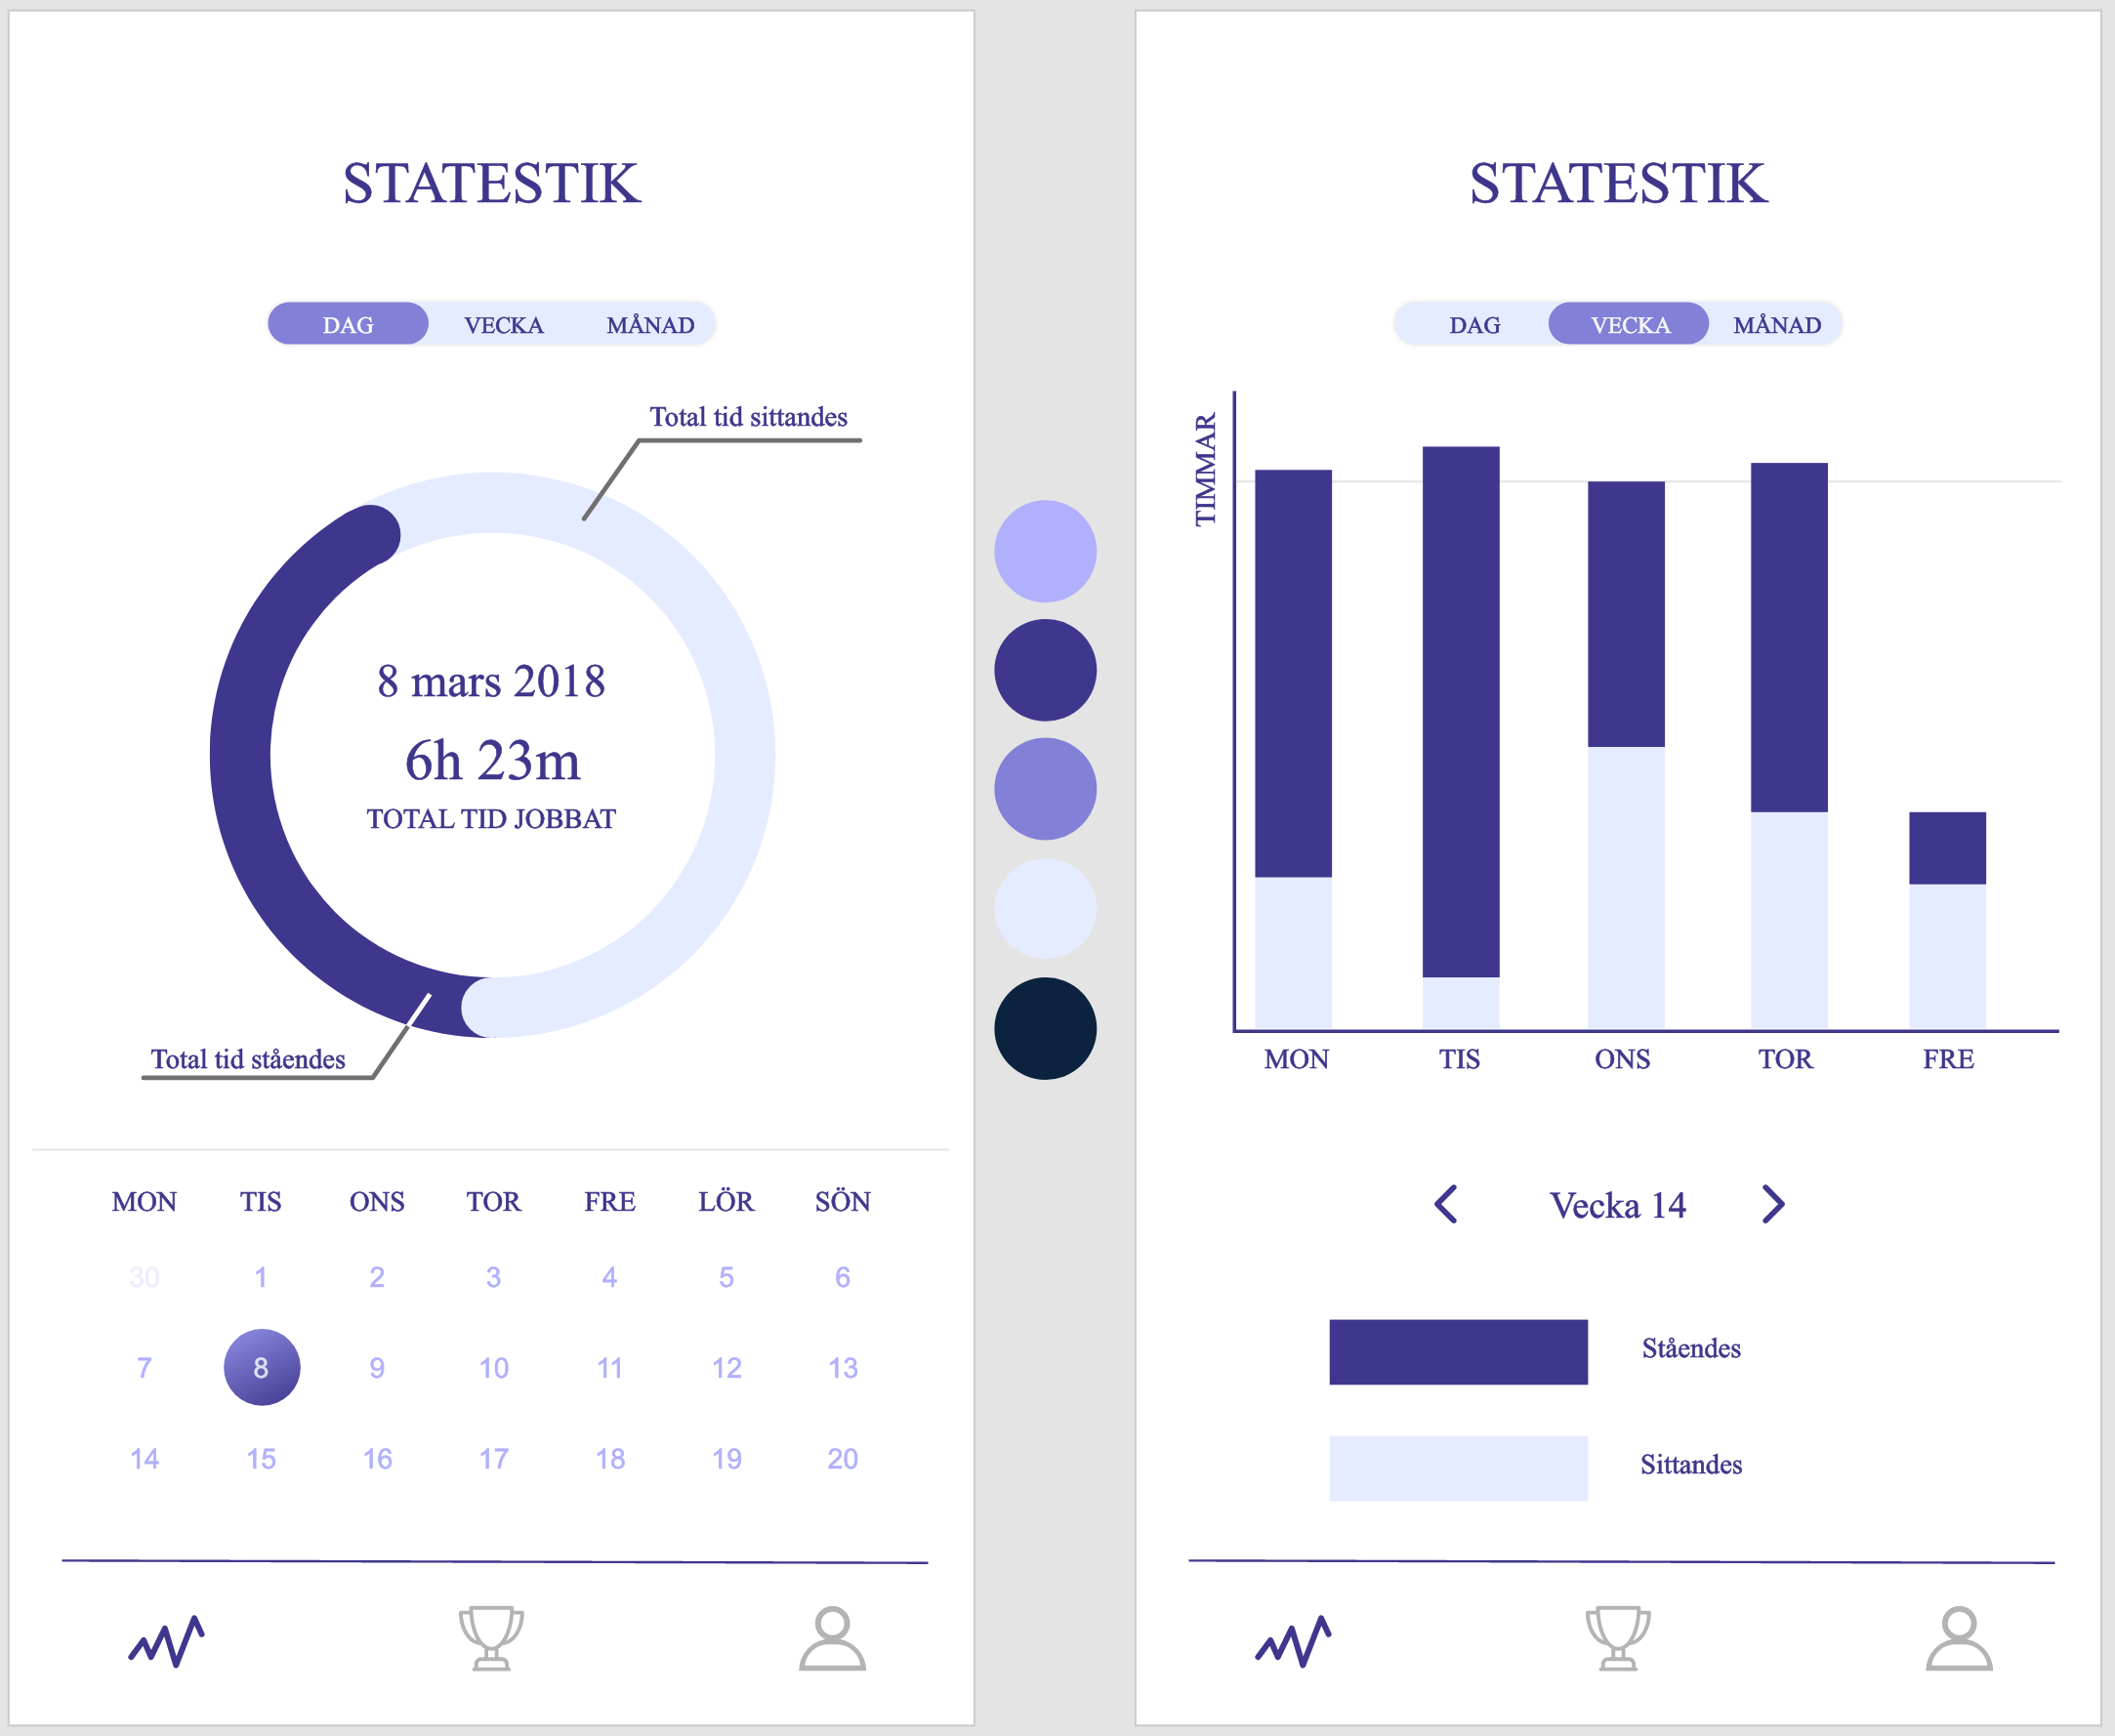 STATESTIK
DAG VECKA MÅNAD
Total tid sittandes
8 mars 2018
6h 23m
TOTAL TID JOBBAT
Total tid ståendes
MON TIS ONS TOR FRE LÖR SÖN
30 1 2 3 4 5 6
7 8 9 10 11 12 13
14 15 16 17 18 19 20
STATESTIK
DAG VECKA MÅNAD
TIMMAR
MON TIS ONS TOR FRE
Vecka 14
Ståendes
Sittandes